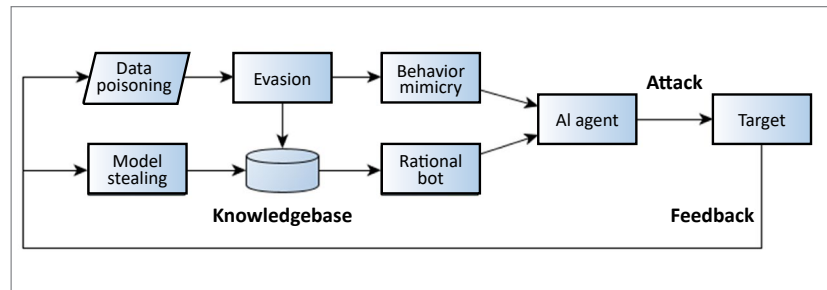 Data
poisoning
Evasion
Behavior
mimicry
Attack
AI agent
Target
Model
stealing
Rational
bot
Knowledgebase
Feedback